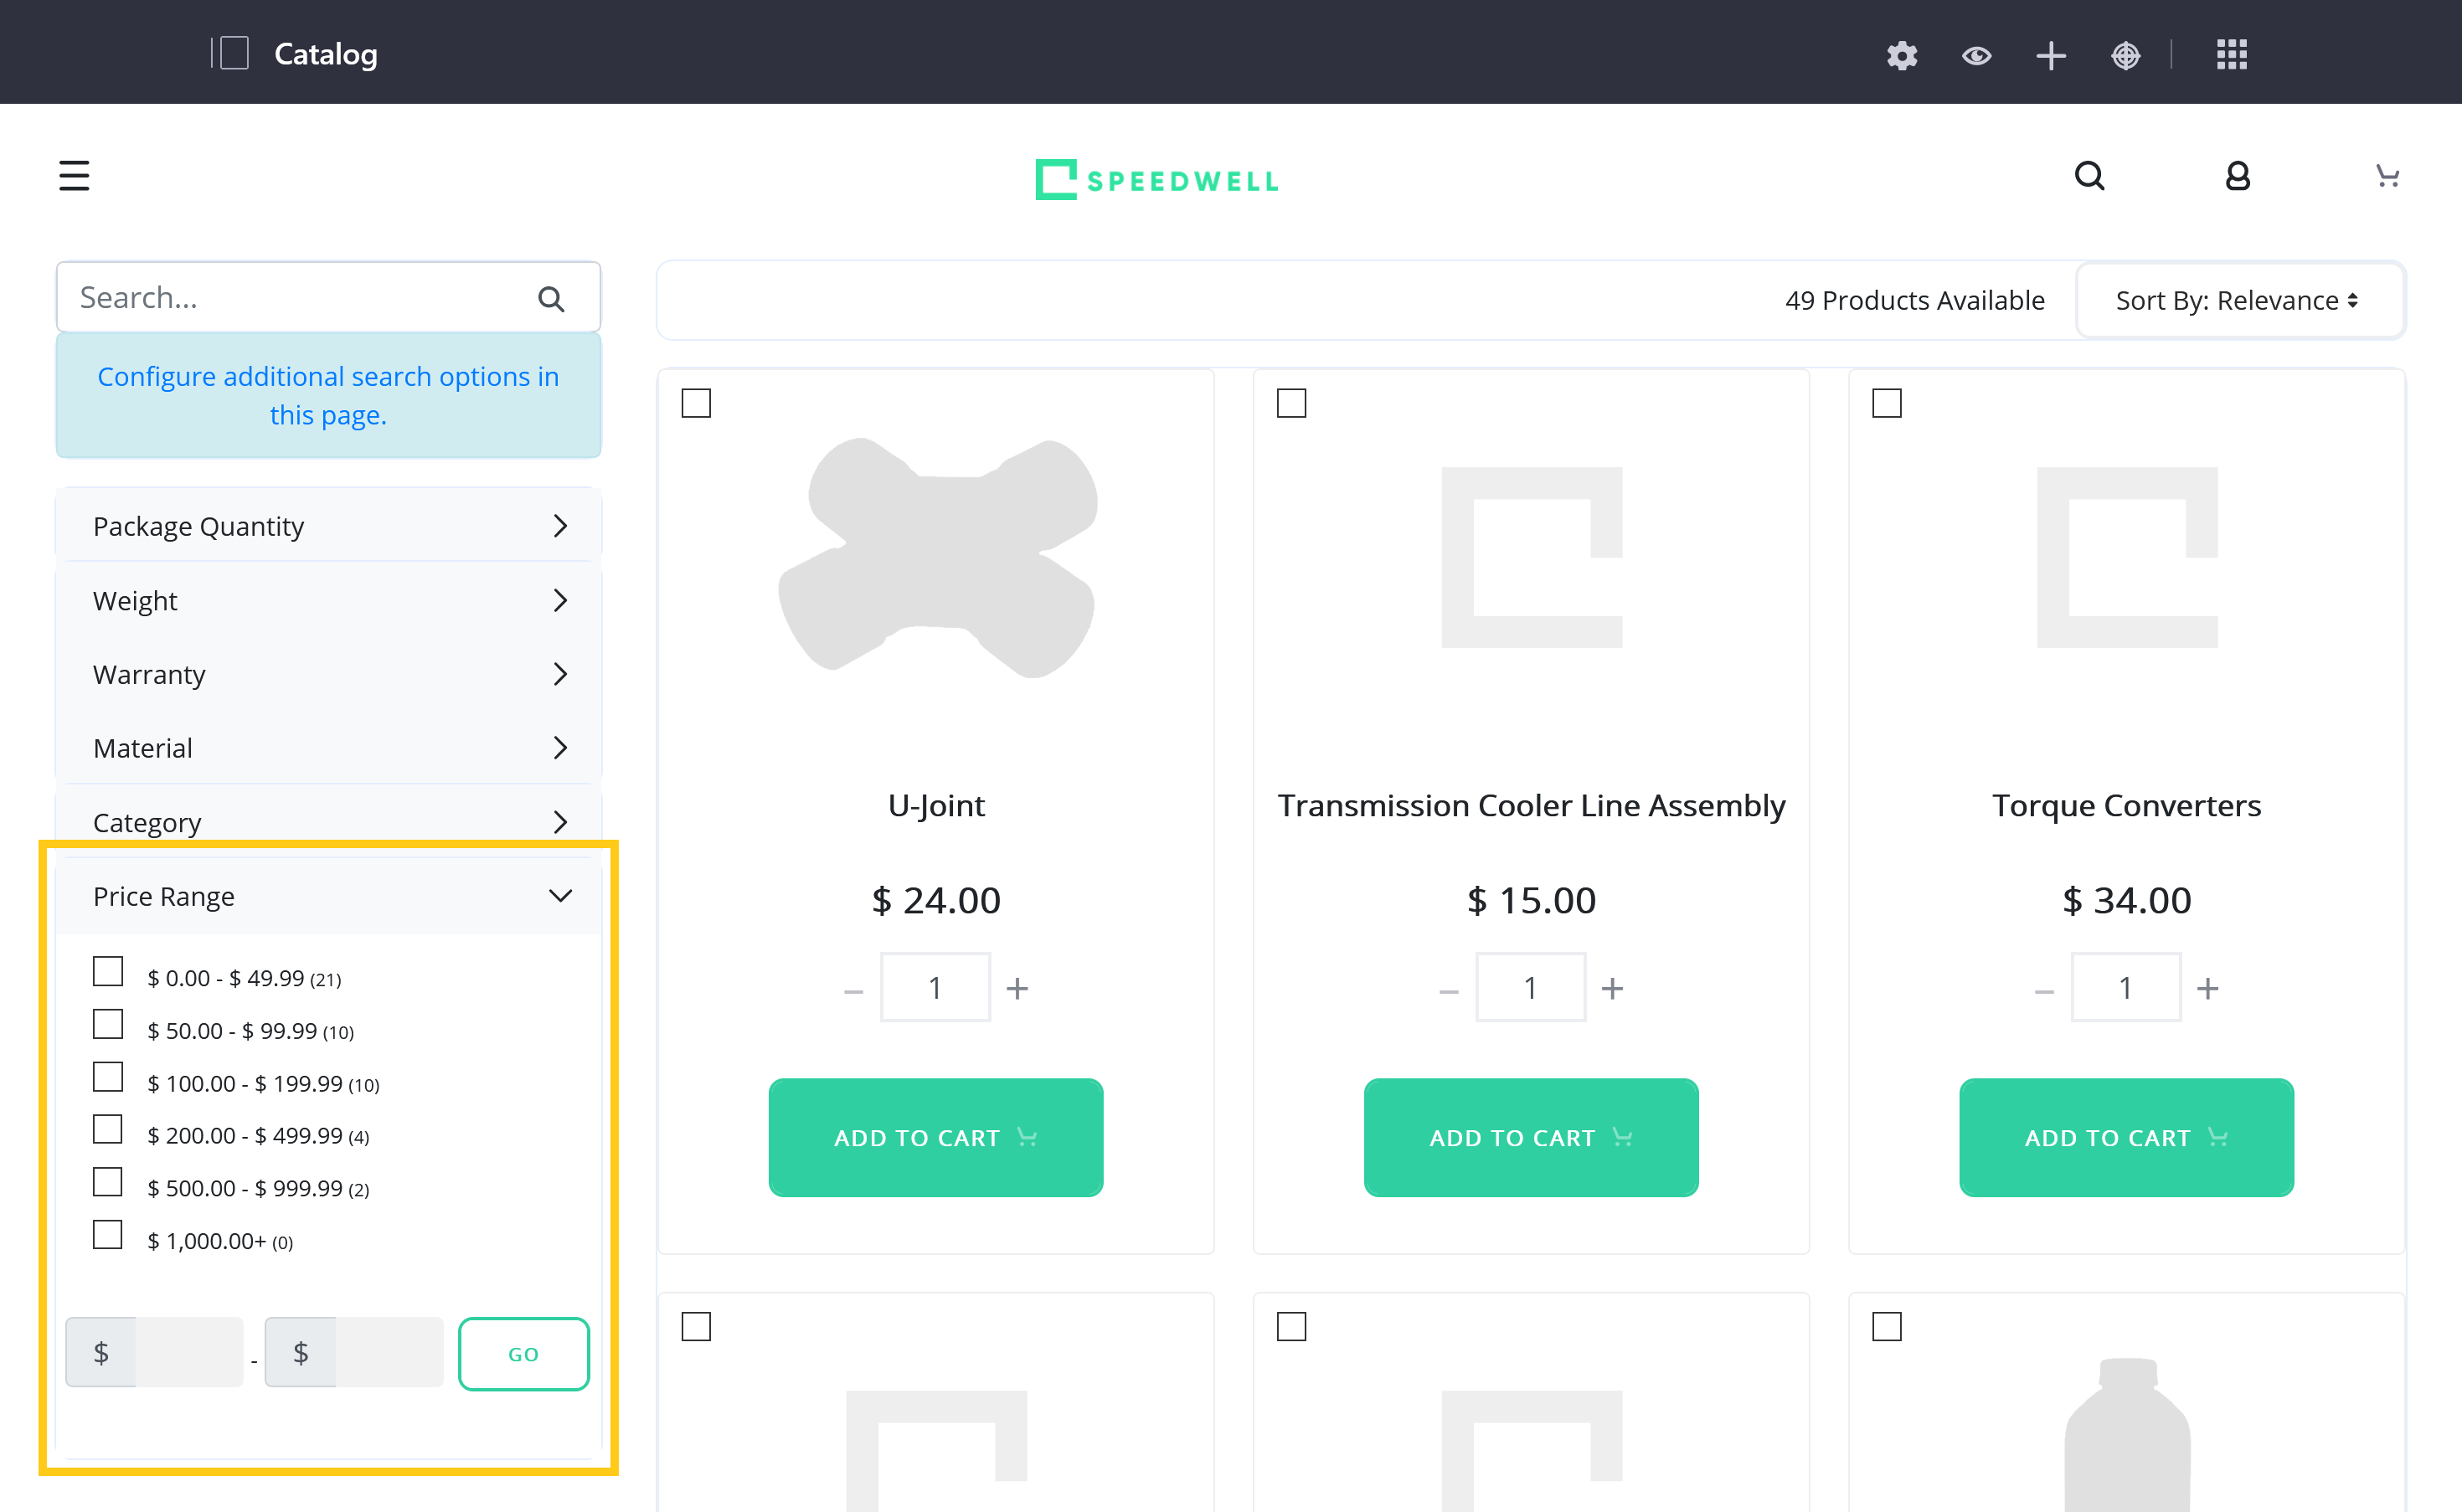 Catalog
SPEEDWELL
Search...
Configure additional search options in
this page.
Package Quantity
Weight
Warranty
Material
Category
Price Range
$ 0.00 - $ 49.99 (21)
$ 50.00 - $ 99.99 (10)
$ 100.00 - $ 199.99 (10)
$ 200.00 - $ 499.99 (4)
$ 500.00 - $ 999.99 (2)
$ 1,000.00+ (0)
$ - $ GO
49 Products Available
Sort By: Relevance
U-Joint
$ 24.00
– 1 +
ADD TO CART
Transmission Cooler Line Assembly
$ 15.00
– 1 +
ADD TO CART
Torque Converters
$ 34.00
– 1 +
ADD TO CART